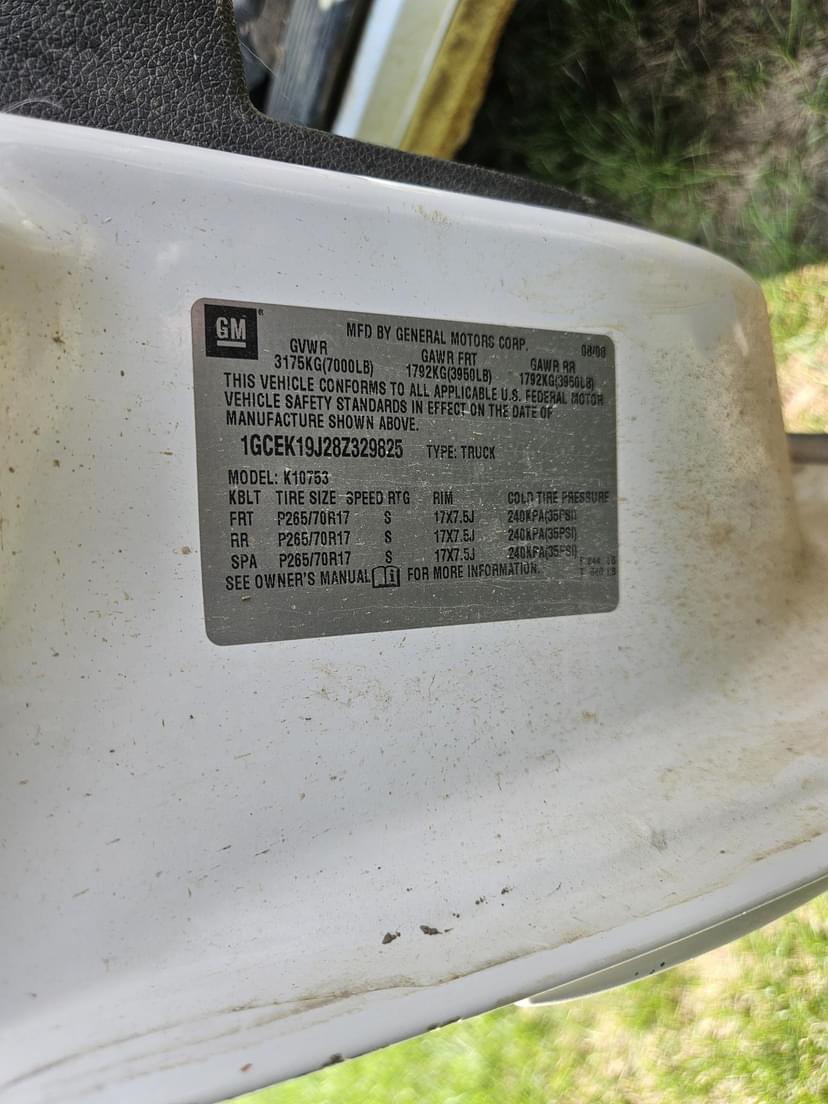 GM
MFD BY GENERAL MOTORS CORP.
08/08
GVWR GAWR FRT GAWR RR
3175KG(7000LB) 1792KG(3950LB) 1792KG(3950LB)
THIS VEHICLE CONFORMS TO ALL APPLICABLE U.S. FEDERAL MOTOR
VEHICLE SAFETY STANDARDS IN EFFECT ON THE DATE OF
MANUFACTURE SHOWN ABOVE.
1GCEK19J28Z329825 TYPE: TRUCK
MODEL: K10753
KBLT TIRE SIZE SPEED RTG RIM COLD TIRE PRESSURE
FRT P265/70R17 S 17X7.5J 240KPA(35PSI)
RR P265/70R17 S 17X7.5J 240KPA(35PSI)
SPA P265/70R17 S 17X7.5J 240KPA(35PSI)
SEE OWNER'S MANUAL FOR MORE INFORMATION.